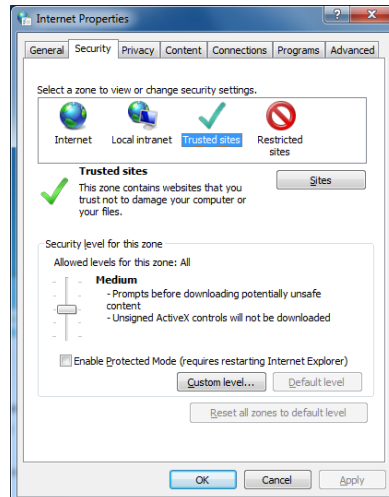 Internet Properties
General Security Privacy Content Connections Programs Advanced
Select a zone to view or change security settings.
Internet Local intranet Trusted sites Restricted
sites
Trusted sites
This zone contains websites that you
trust not to damage your computer or
your files.
Sites
Security level for this zone
Allowed levels for this zone: All
Medium
- Prompts before downloading potentially unsafe
content
- Unsigned ActiveX controls will not be downloaded
Enable Protected Mode (requires restarting Internet Explorer)
Custom level... Default level
Reset all zones to default level
OK Cancel Apply